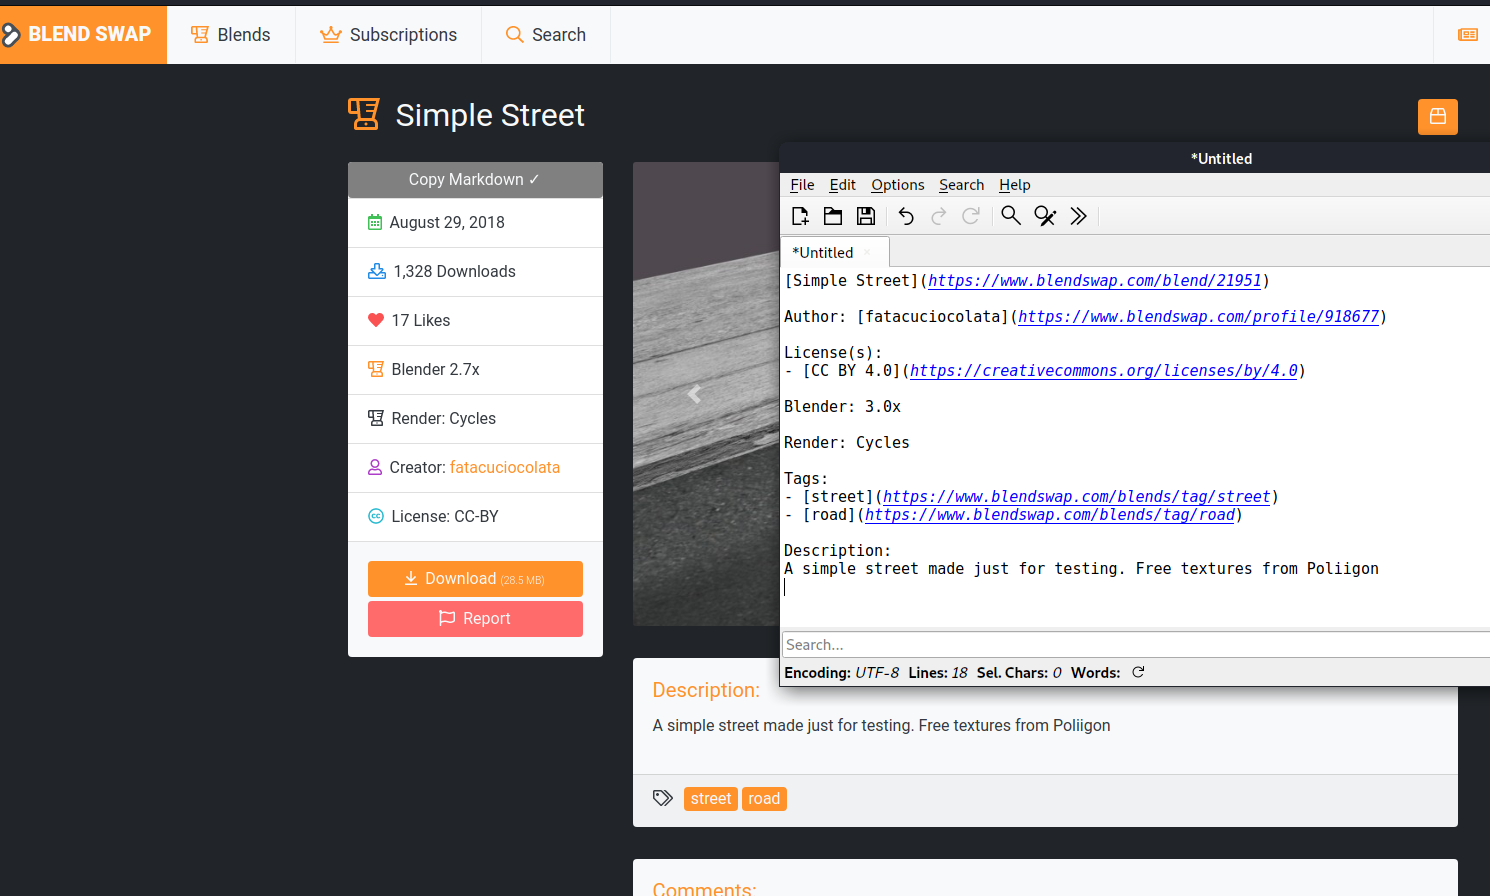 BLEND SWAP
Blends
Subscriptions
Search
Simple Street
Copy Markdown ✓
August 29, 2018
1,328 Downloads
17 Likes
Blender 2.7x
Render: Cycles
Creator: fatacuciocolata
License: CC-BY
Download (28.5 MB)
Report
*Untitled
File Edit Options Search Help
*Untitled
[Simple Street](https://www.blendswap.com/blend/21951)
Author: [fatacuciocolata](https://www.blendswap.com/profile/918677)
License(s):
- [CC BY 4.0](https://creativecommons.org/licenses/by/4.0)
Blender: 3.0x
Render: Cycles
Tags:
- [street](https://www.blendswap.com/blends/tag/street)
- [road](https://www.blendswap.com/blends/tag/road)
Description:
A simple street made just for testing. Free textures from Poliigon
Search...
Encoding: UTF-8 Lines: 18 Sel. Chars: 0 Words:
Description:
A simple street made just for testing. Free textures from Poliigon
street road
Comments: